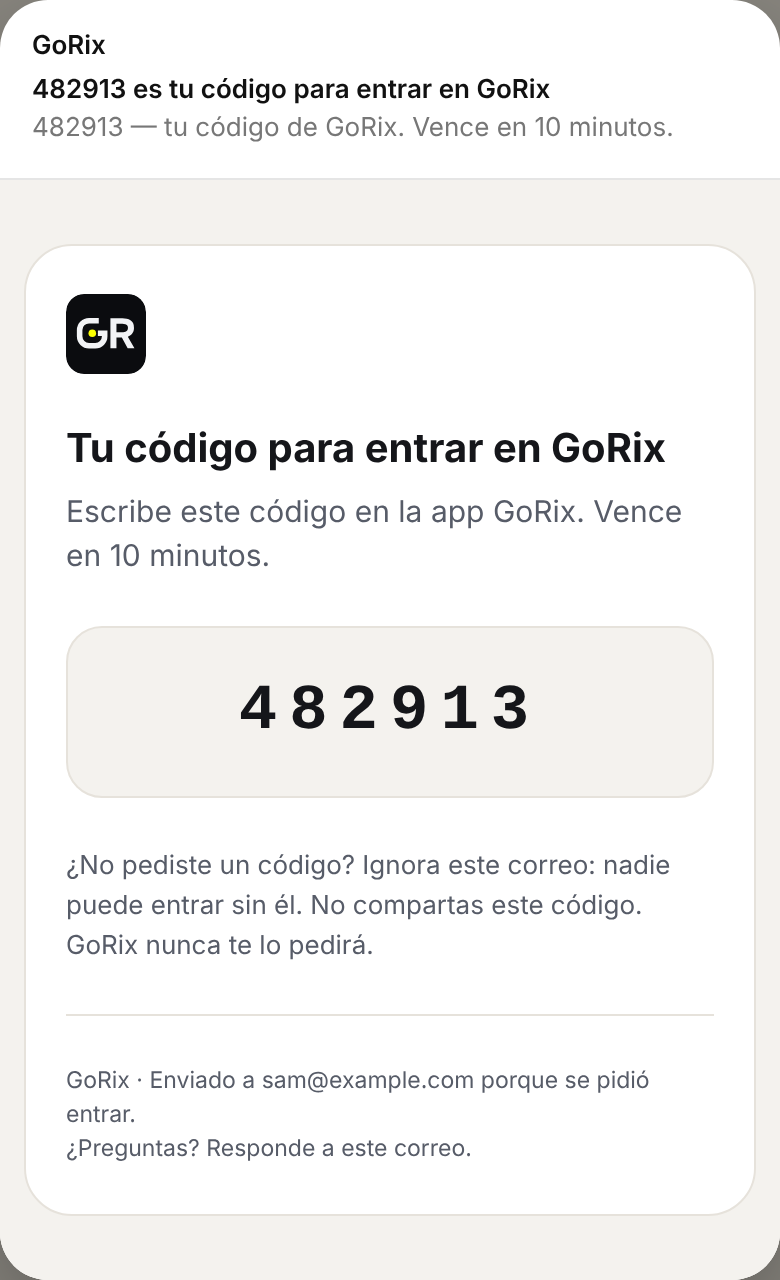 GoRix
482913 es tu código para entrar en GoRix
482913 — tu código de GoRix. Vence en 10 minutos.
GR
Tu código para entrar en GoRix
Escribe este código en la app GoRix. Vence
en 10 minutos.
482913
¿No pediste un código? Ignora este correo: nadie
puede entrar sin él. No compartas este código.
GoRix nunca te lo pedirá.
GoRix · Enviado a sam@example.com porque se pidió
entrar.
¿Preguntas? Responde a este correo.